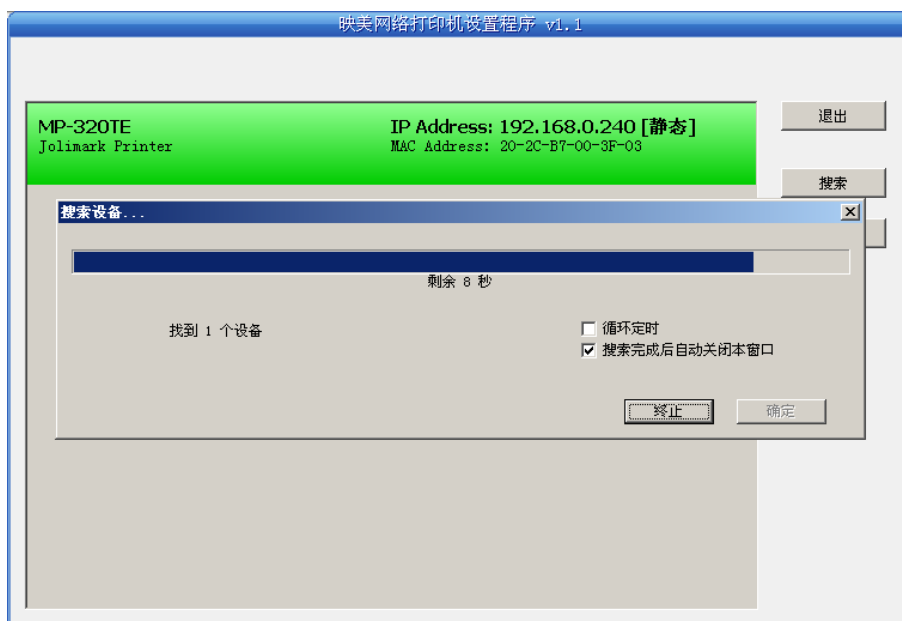 映美网络打印机设置程序 v1.1
MP-320TE
IP Address: 192.168.0.240 [静态]
Jolimark Printer
MAC Address: 20-2C-B7-00-3F-03
退出
搜索
搜索设备...
剩余 8 秒
找到 1 个设备
循环定时
搜索完成后自动关闭本窗口
终止
确定